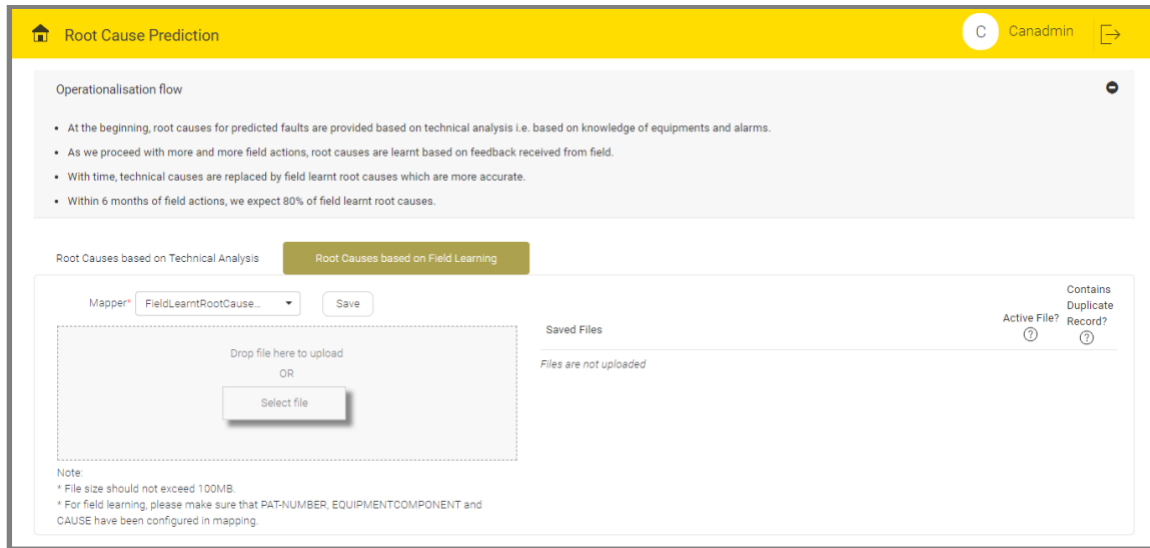 Root Cause Prediction
C Canadmin
Operationalisation flow
• At the beginning, root causes for predicted faults are provided based on technical analysis i.e. based on knowledge of equipments and alarms.
• As we proceed with more and more field actions, root causes are learnt based on feedback received from field.
• With time, technical causes are replaced by field learnt root causes which are more accurate.
• Within 6 months of field actions, we expect 80% of field learnt root causes.
Root Causes based on Technical Analysis
Root Causes based on Field Learning
Mapper* FieldLearntRootCause... Save
Drop file here to upload
OR
Select file
Note:
* File size should not exceed 100MB.
* For field learning, please make sure that PAT-NUMBER, EQUIPMENTCOMPONENT and
CAUSE have been configured in mapping.
Saved Files
Active File?
?
Contains
Duplicate
Record?
?
Files are not uploaded